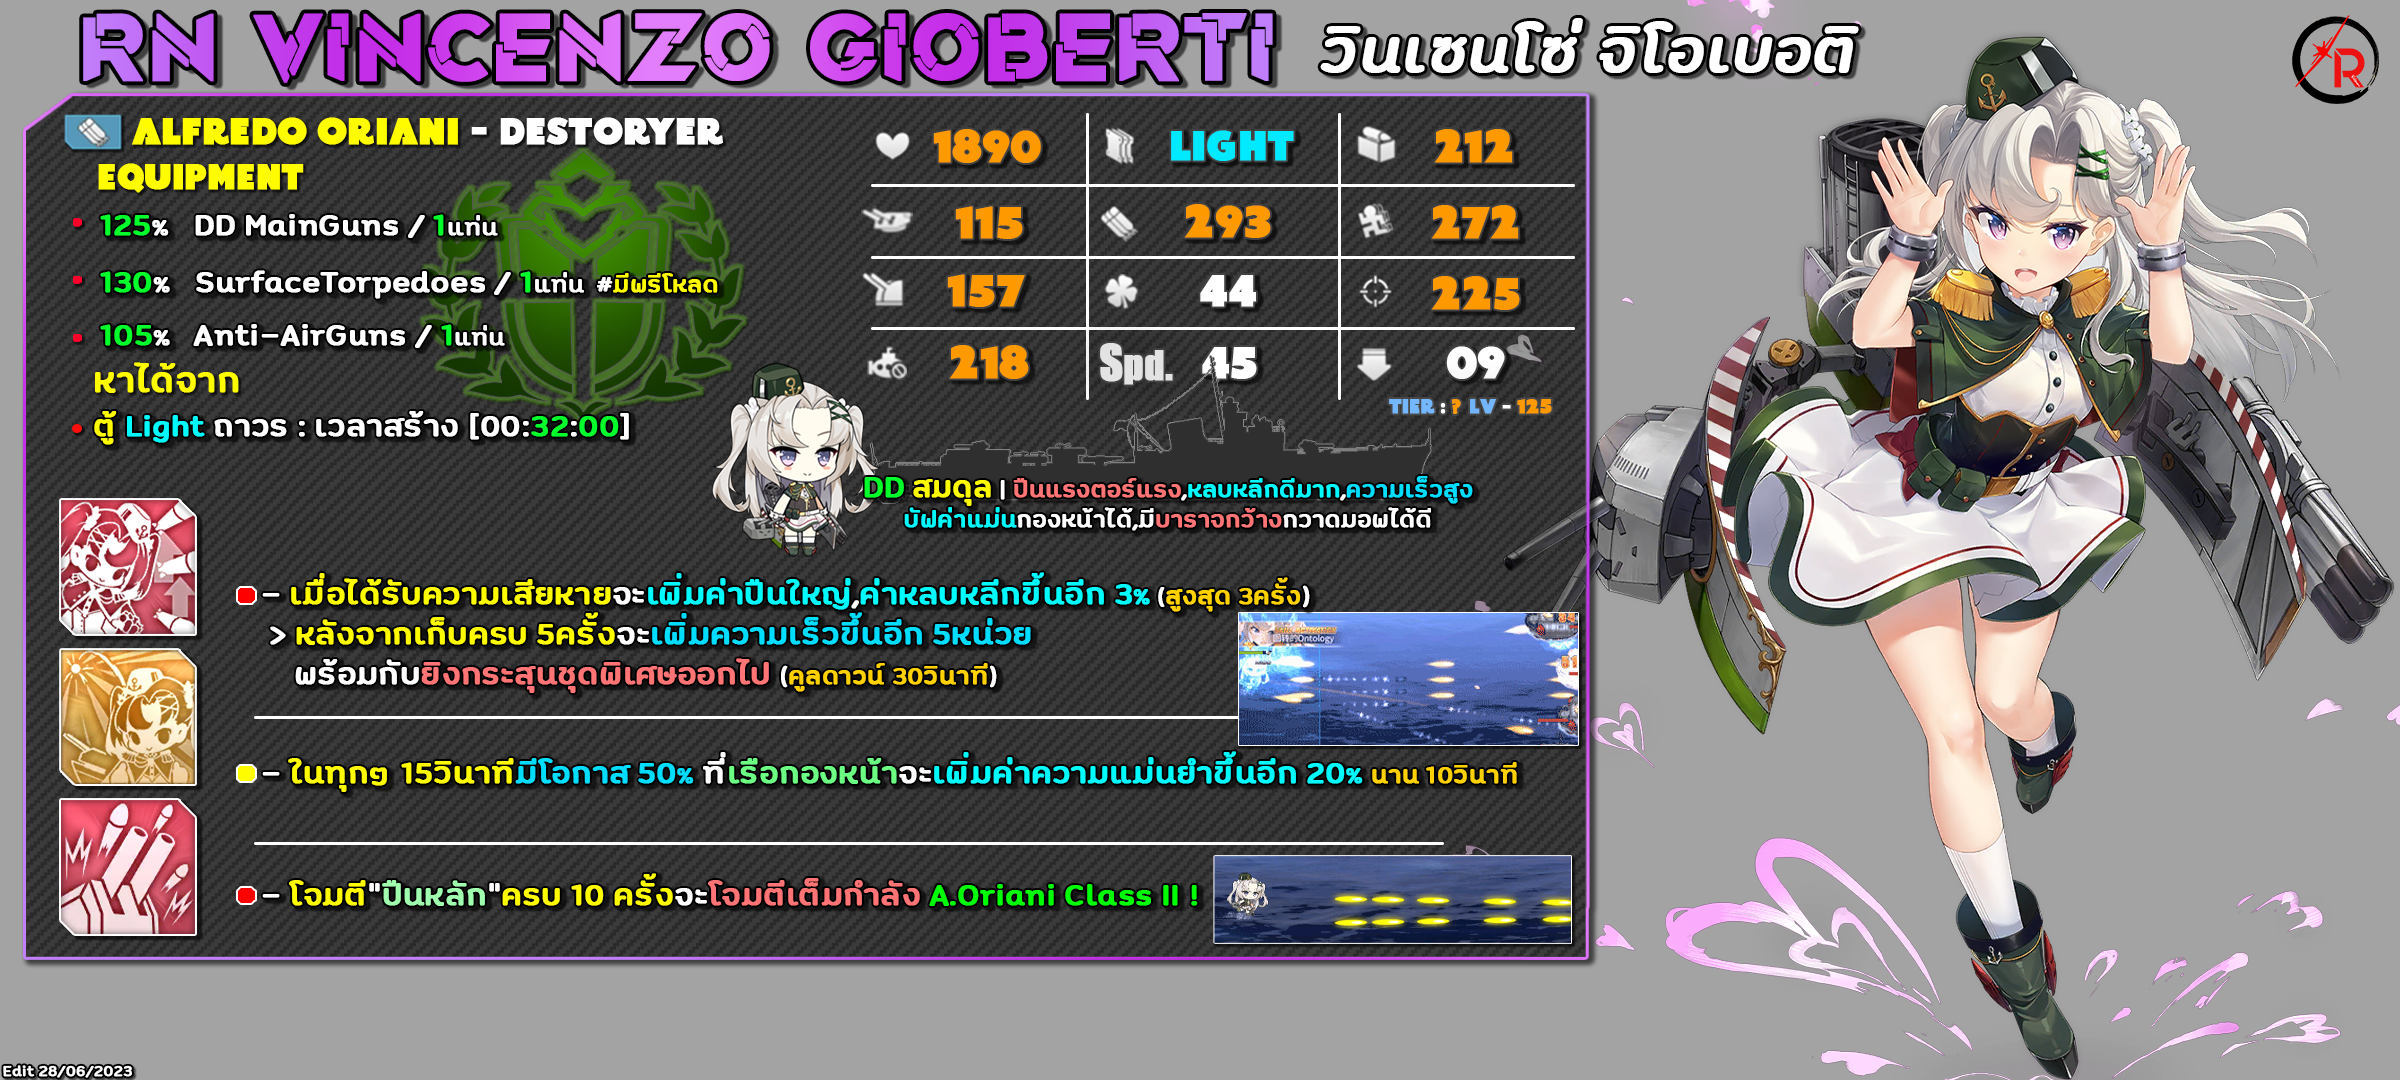 RN VINCENZO GIOBERTI วินเซนโซ่ จิโอเบอติ
R
ALFREDO ORIANI - DESTORYER
EQUIPMENT
125% DD MainGuns / 1แท่น
130% SurfaceTorpedoes / 1แท่น #มีฟรีโหลด
105% Anti-AirGuns / 1แท่น
หาได้จาก
ตู้ Light ถาวร : เวลาสร้าง [00:32:00]
1890 LIGHT 212
115 293 272
157 44 225
218 Spd. 45 09
TIER : ? LV - 125
DD สมดุล | ปืนแรงตอร์แรง,หลบหลีกดีมาก,ความเร็วสูง
บัฟค่าแม่นกองหน้าได้,มีบาราจกว้างกวาดมอพได้ดี
- เมื่อได้รับความเสียหายจะเพิ่มค่าปืนใหญ่,ค่าหลบหลีกขึ้นอีก 3% (สูงสุด 3ครั้ง)
> หลังจากเก็บครบ 5ครั้งจะเพิ่มความเร็วขึ้นอีก 5หน่วย
พร้อมกับยิงกระสุนชุดพิเศษออกไป (คูลดาวน์ 30วินาที)
- ในทุกๆ 15วินาทีมีโอกาส 50% ที่เรือกองหน้าจะเพิ่มค่าความแม่นยำขึ้นอีก 20% นาน 10วินาที
- โจมตี"ปืนหลัก"ครบ 10 ครั้งจะโจมตีเต็มกำลัง A.Oriani Class II !
Edit 28/06/2023